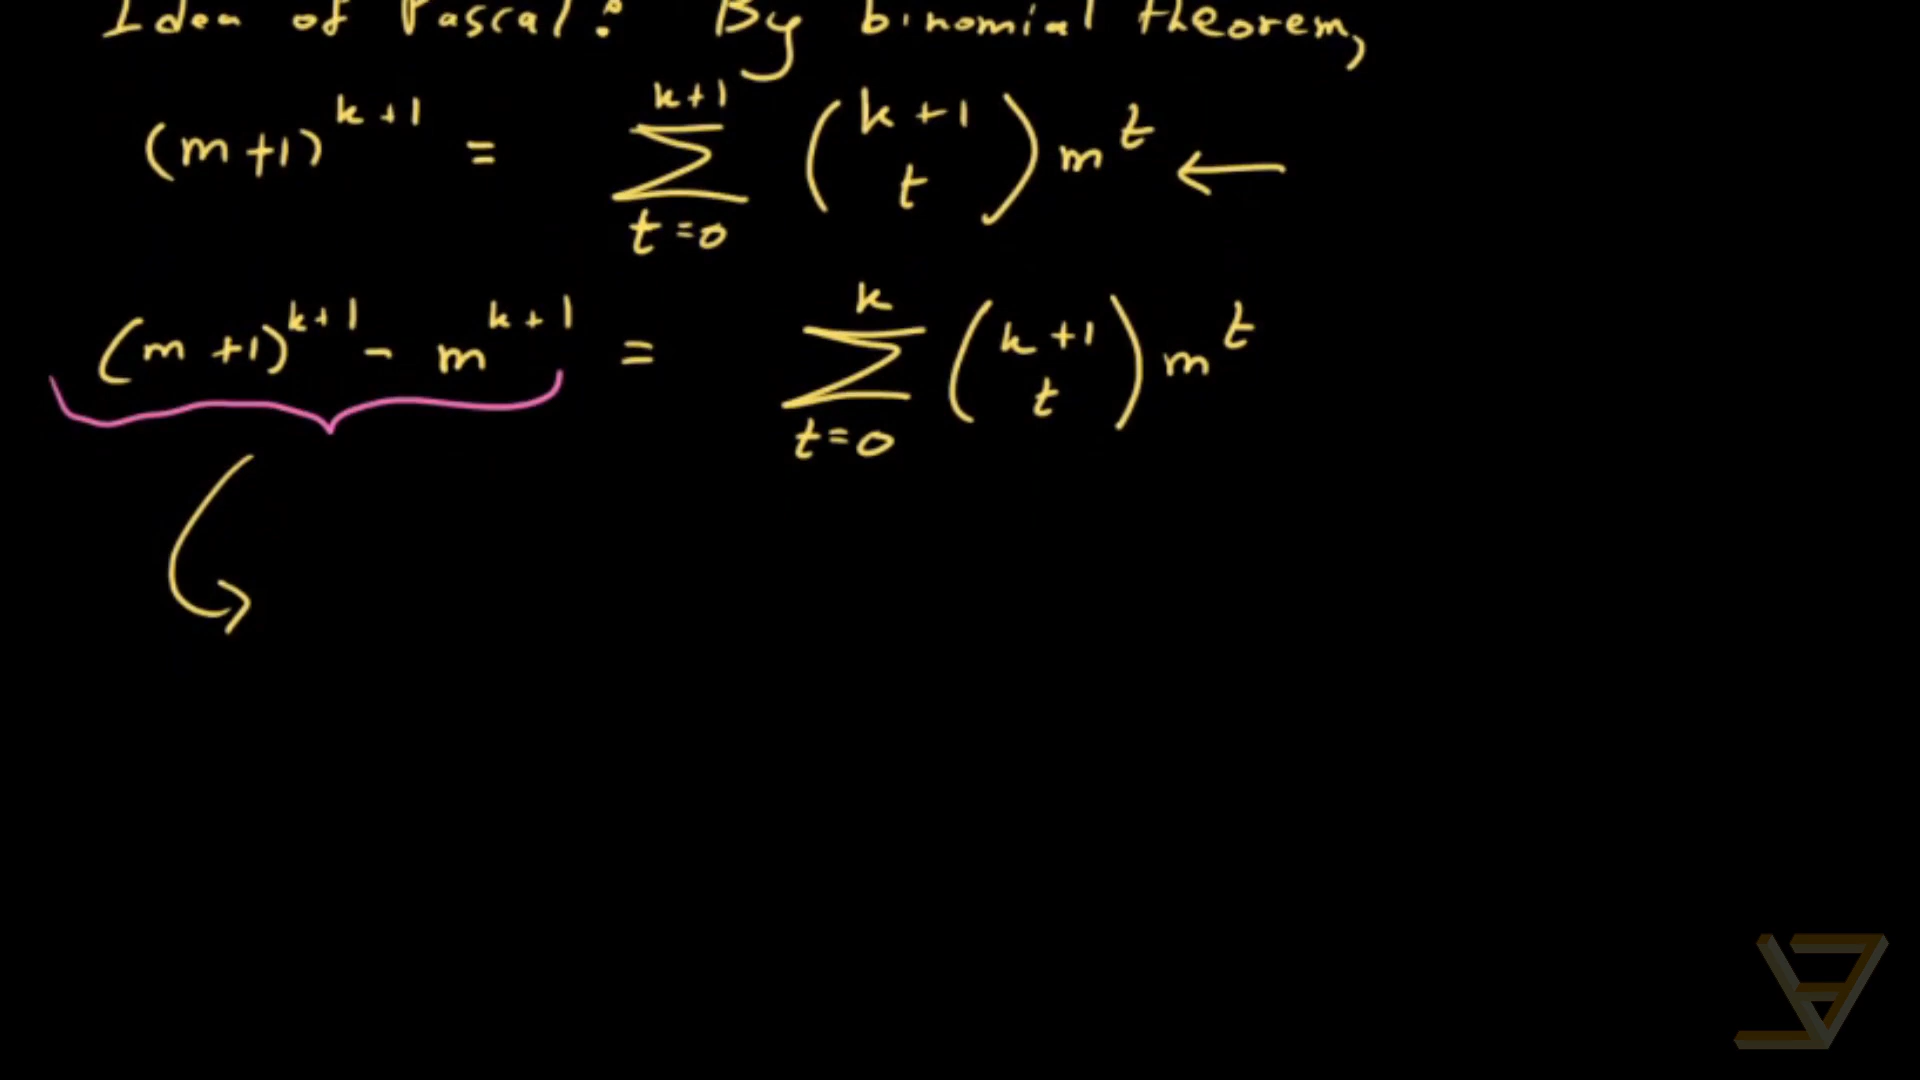 Idea of Pascal: By binomial theorem,
(m+1)^{k+1} = \sum_{t=0}^{k+1} \binom{k+1}{t} m^t ←
(m+1)^{k+1} - m^{k+1} = \sum_{t=0}^{k} \binom{k+1}{t} m^t